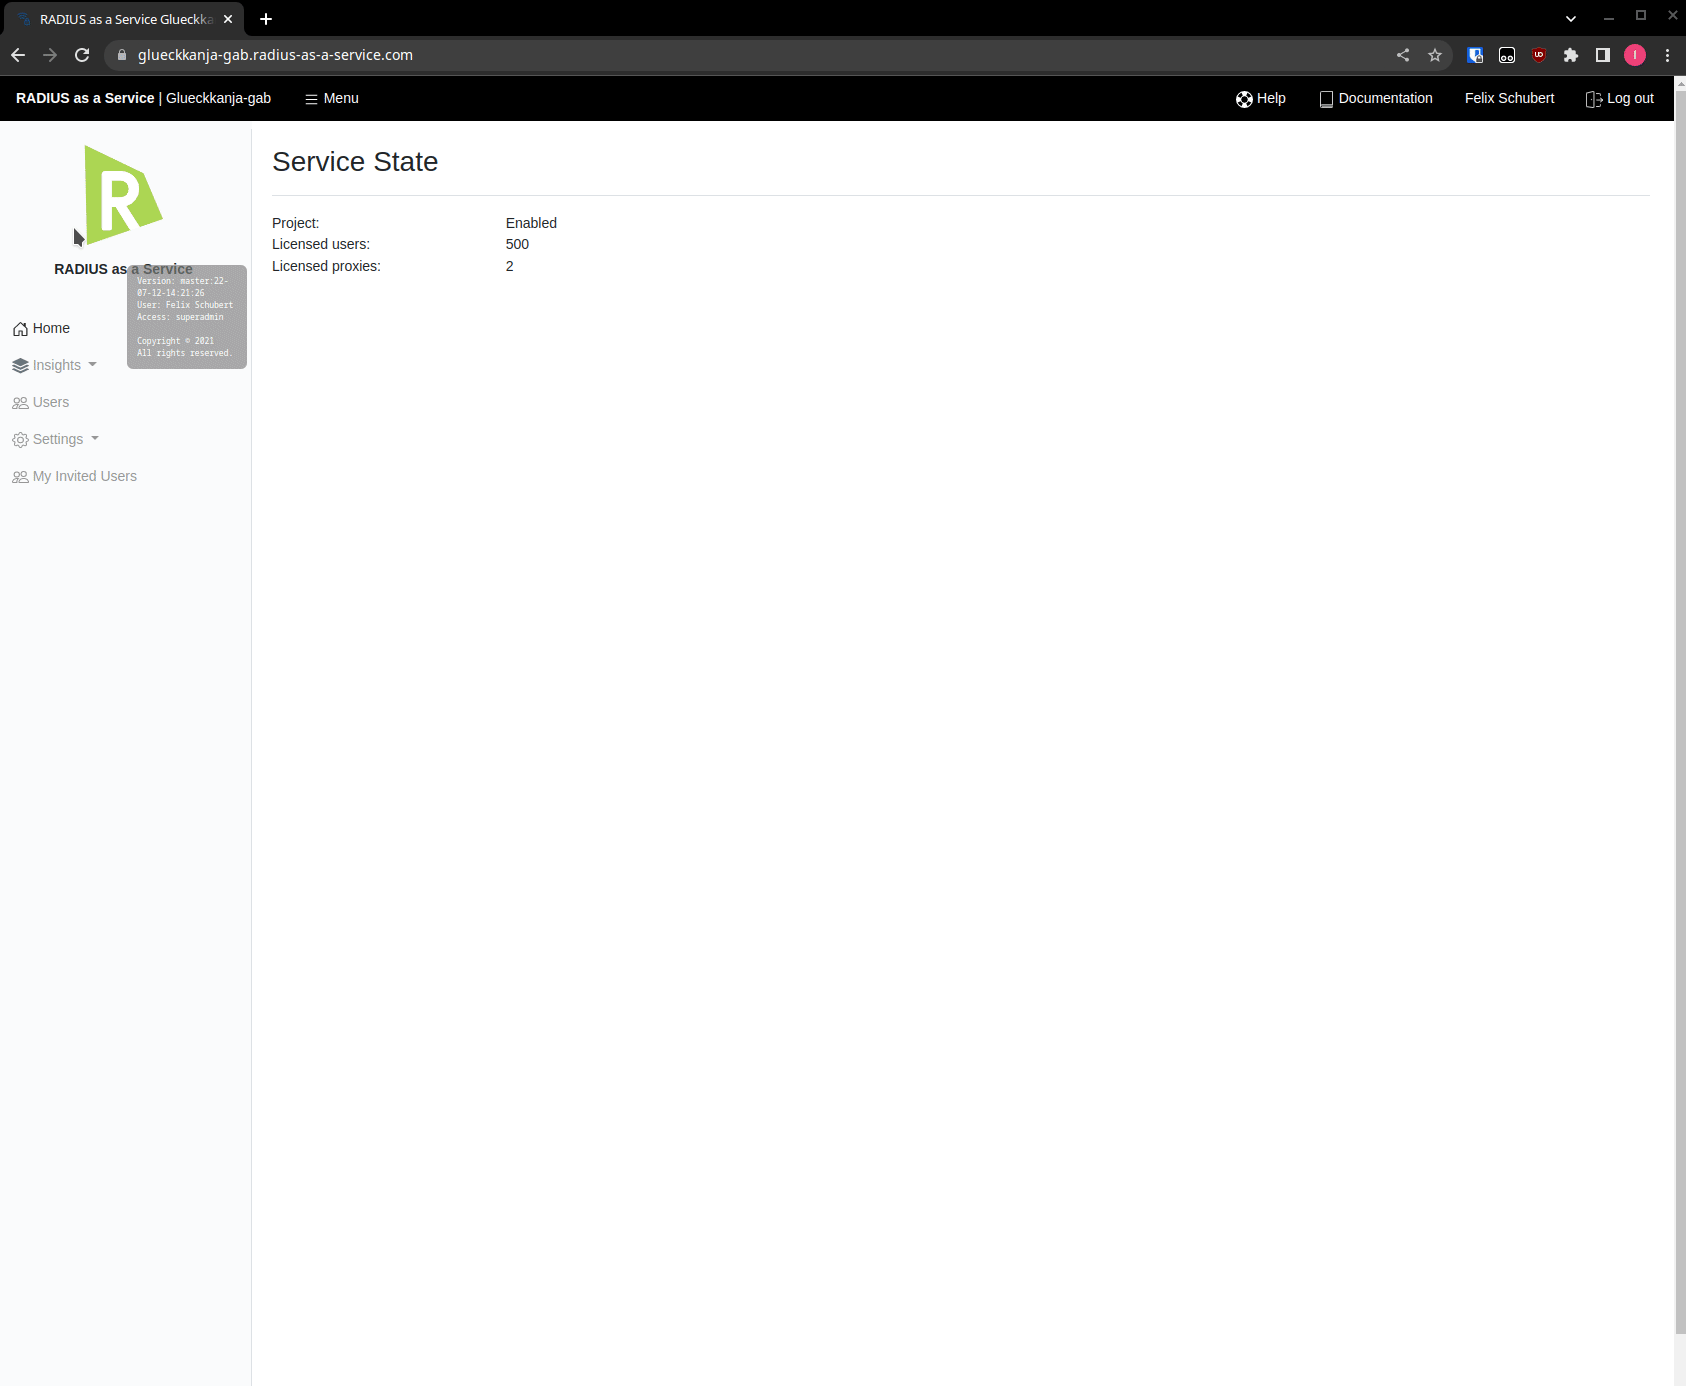 RADIUS as a Service Glueckka
glueckkanja-gab.radius-as-a-service.com
I
RADIUS as a Service | Glueckkanja-gab
Menu
Help
Documentation
Felix Schubert
Log out
R
RADIUS as a Service
Version: master:22-
07-12-14:21:26
User: Felix Schubert
Access: superadmin
Copyright © 2021
All rights reserved.
Home
Insights
Users
Settings
My Invited Users
Service State
Project: Enabled
Licensed users: 500
Licensed proxies: 2